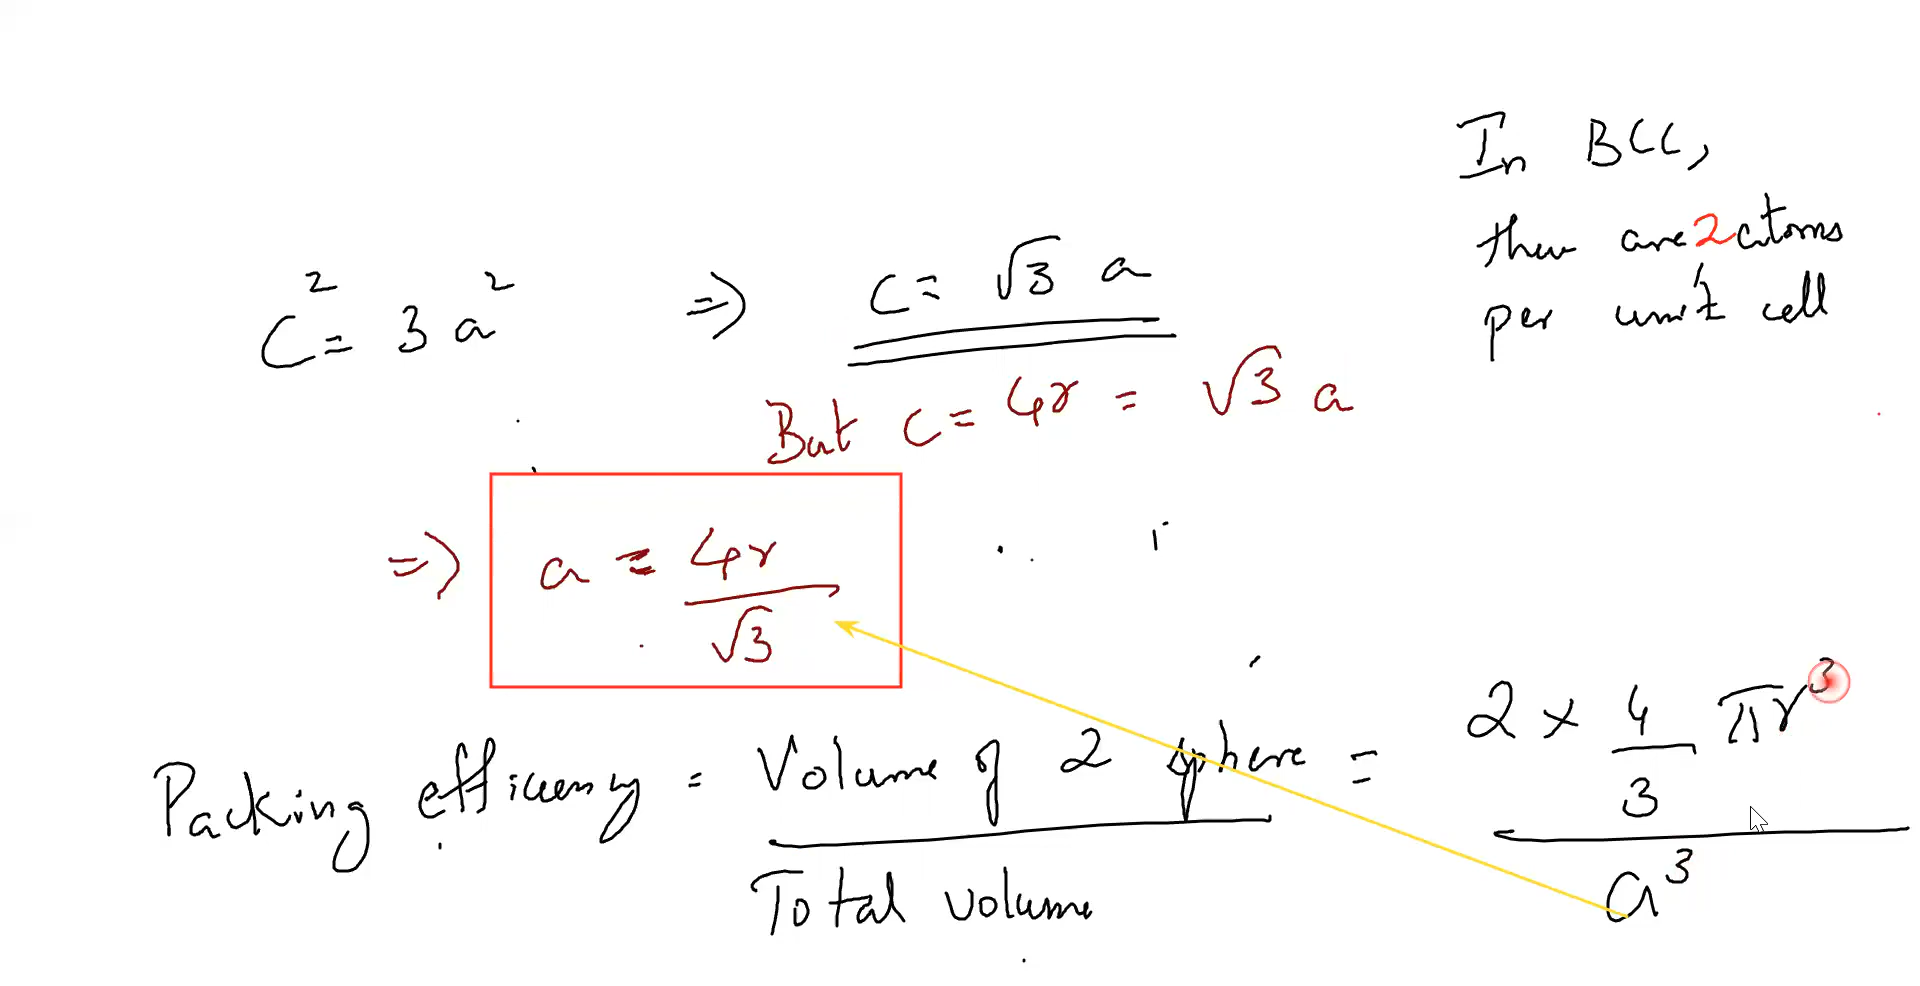 In BCC,
ther are 2 atoms
per unit cell
C² = 3a² => C = √3 a
But C = 4r = √3 a
=> a = 4r / √3
Packing efficiency = Volume of 2 sphere / Total volume = 2 × 4/3 πr³ / a³